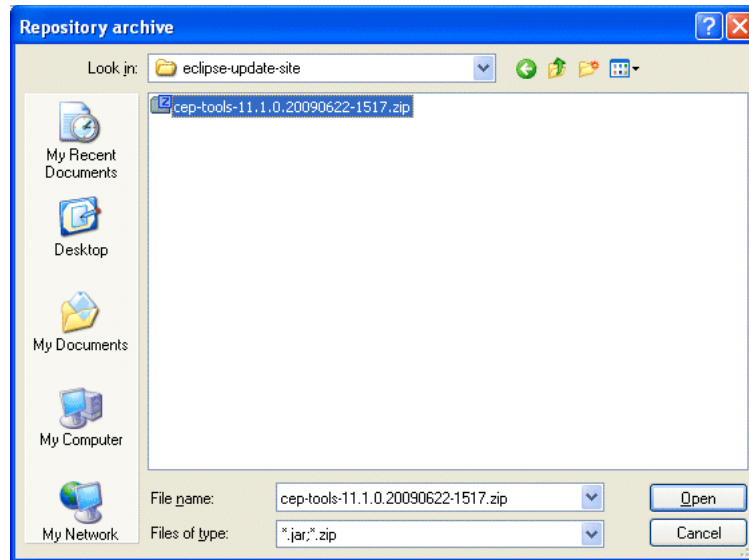 Repository archive
Look in: eclipse-update-site
cep-tools-11.1.0.20090622-1517.zip
My Recent
Documents
Desktop
My Documents
My Computer
My Network
File name: cep-tools-11.1.0.20090622-1517.zip Open
Files of type: *.jar;*.zip Cancel